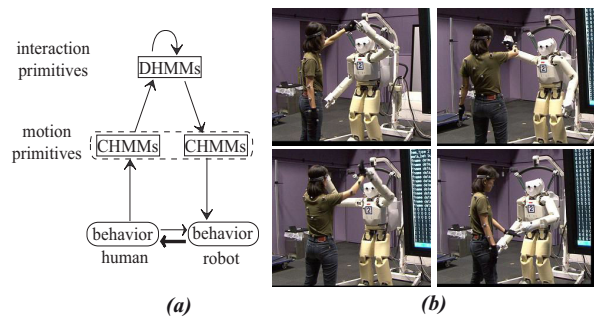 interaction
primitives
DHMMs
motion
primitives
CHMMs CHMMs
behavior behavior
human robot
(a) (b)